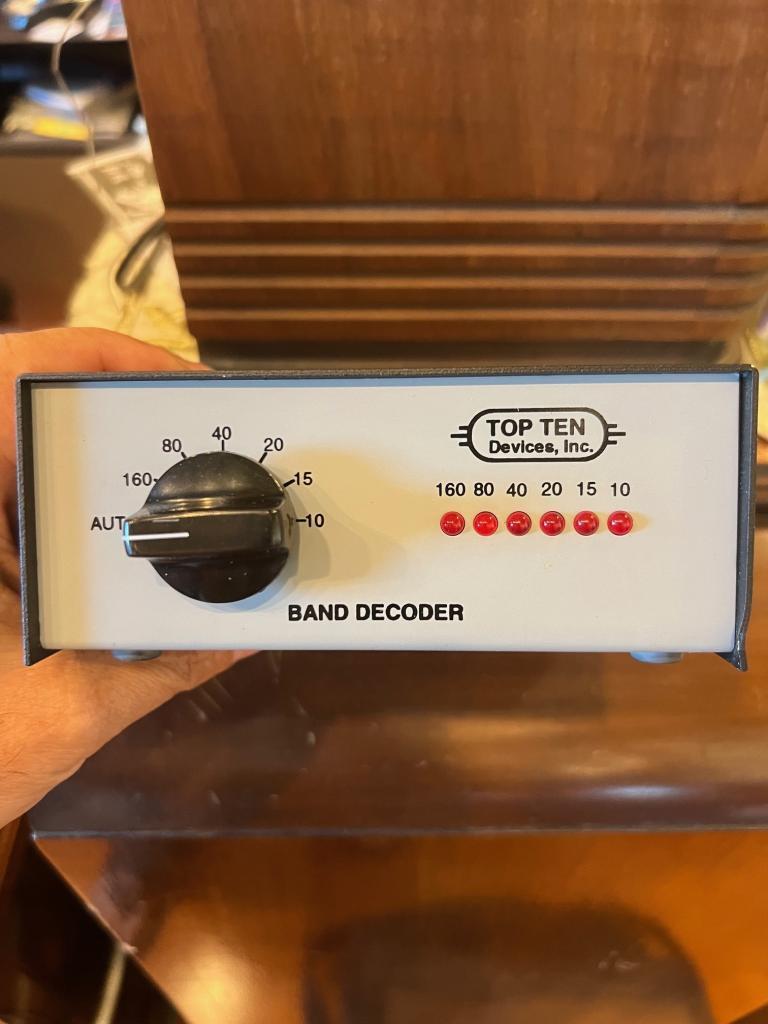 TOP TEN
Devices, Inc.
40
80 20
160 15
AUT 10
160 80 40 20 15 10
BAND DECODER